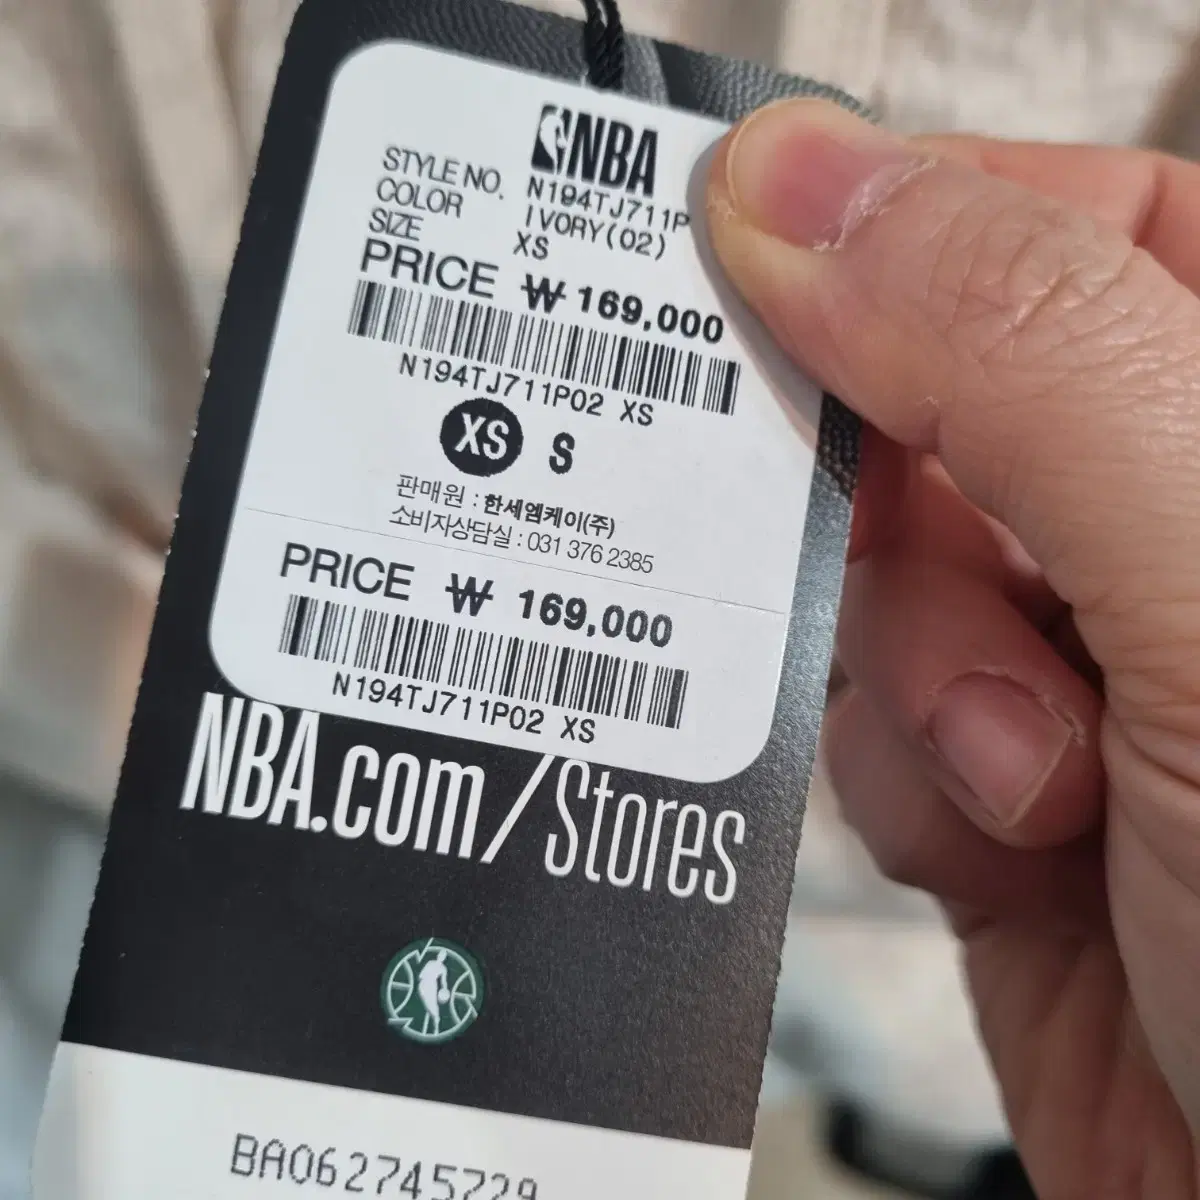 NBA
STYLE NO. N194TJ711P
COLOR IVORY(02)
SIZE XS
PRICE ₩ 169,000
N194TJ711P02 XS
XS S
판매원 : 한세엠케이(주)
소비자상담실 : 031 376 2385
PRICE ₩ 169,000
N194TJ711P02 XS
NBA.com/Stores
BA062745729